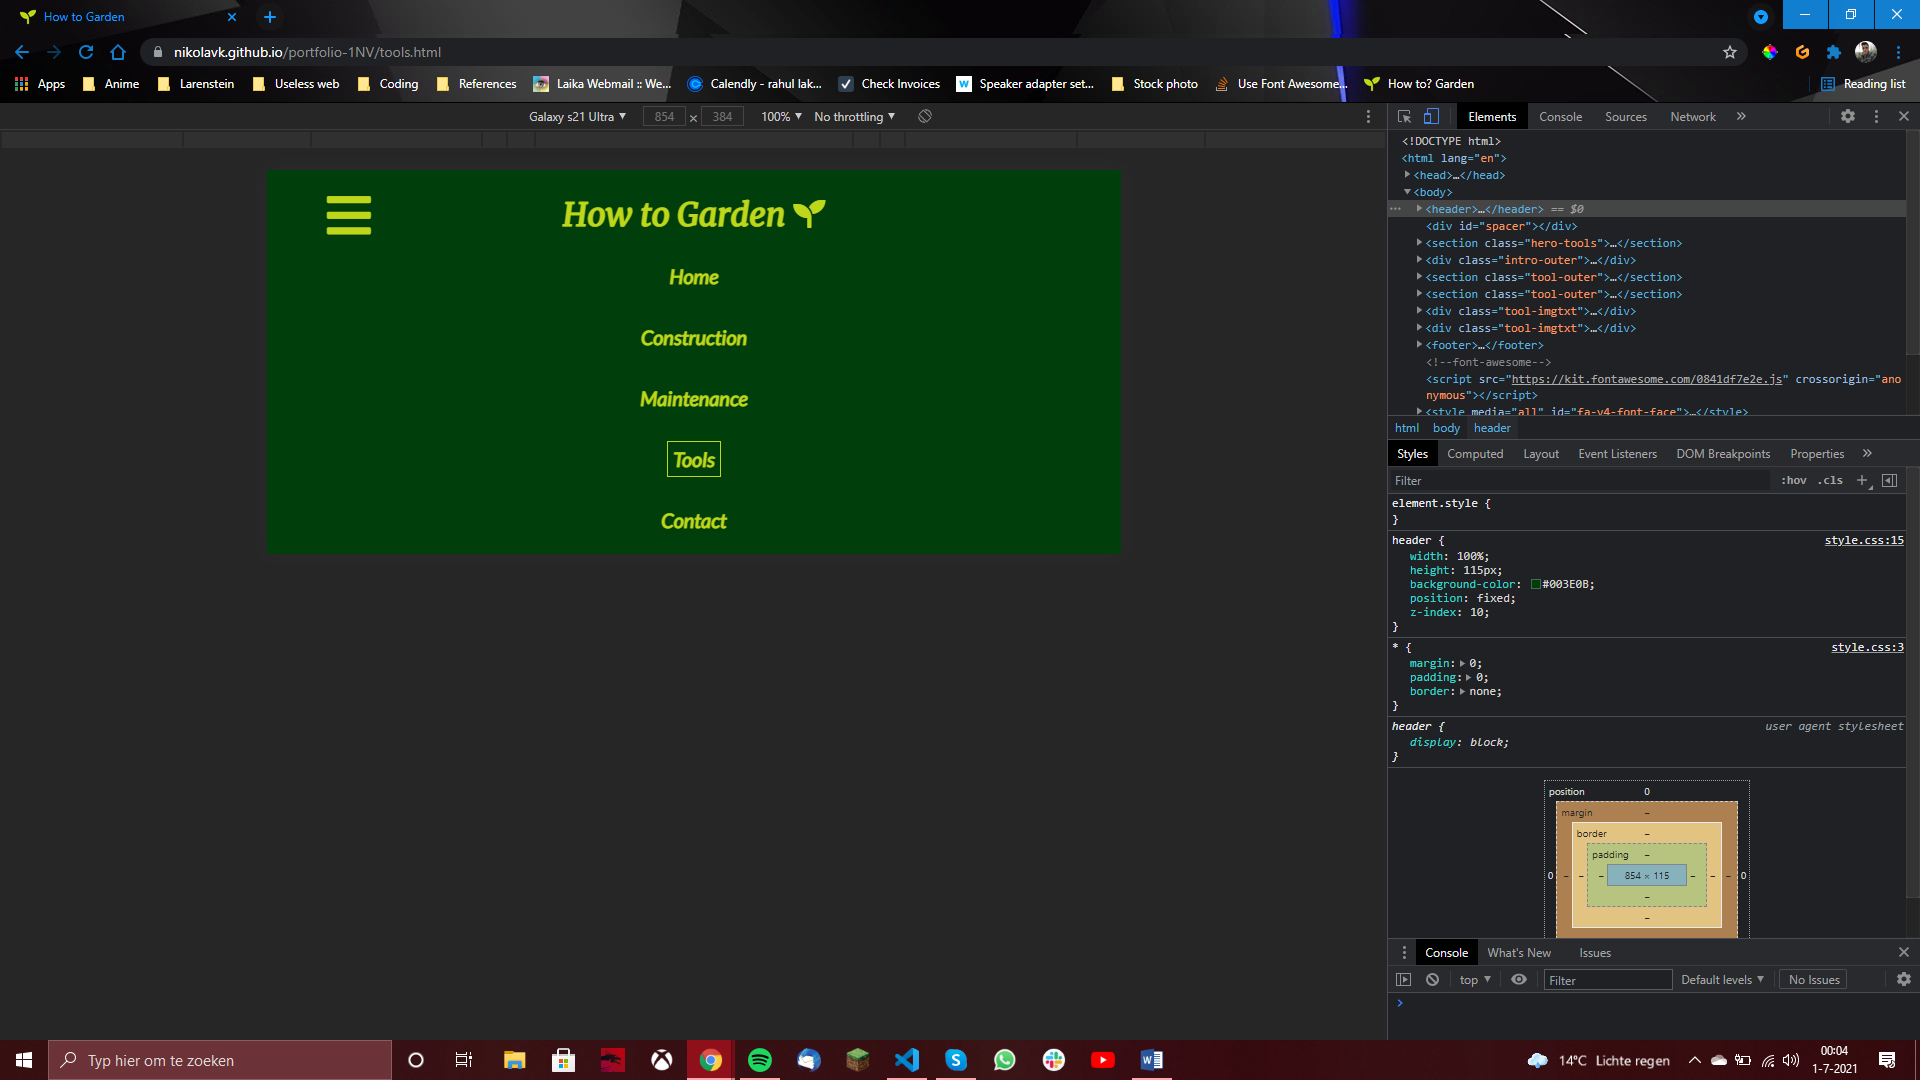 How to Garden
nikolavk.github.io/portfolio-1NV/tools.html
Apps Anime Larenstein Useless web Coding References Laika Webmail :: We... Calendly - rahul lak... Check Invoices Speaker adapter set... Stock photo Use Font Awesome... How to? Garden Reading list
Galaxy s21 Ultra ▼ 854 × 384 100% ▼ No throttling ▼
Elements Console Sources Network »
<!DOCTYPE html>
<html lang="en">
<head>…</head>
<body>
<header>…</header> == $0
<div id="spacer"></div>
<section class="hero-tools">…</section>
<div class="intro-outer">…</div>
<section class="tool-outer">…</section>
<section class="tool-outer">…</section>
<div class="tool-imgtxt">…</div>
<div class="tool-imgtxt">…</div>
<footer>…</footer>
<!--font-awesome-->
<script src="https://kit.fontawesome.com/0841df7e2e.js" crossorigin="ano
nymous"></script>
<style media="all" id="fa-v4-font-face">…</style>
html body header
Styles Computed Layout Event Listeners DOM Breakpoints Properties »
Filter :hov .cls +
element.style {
}
header { style.css:15
width: 100%;
height: 115px;
background-color: #003E0B;
position: fixed;
z-index: 10;
}
* { style.css:3
margin: 0;
padding: 0;
border: none;
}
header { user agent stylesheet
display: block;
}
position 0
margin –
border –
padding –
0 – – – 854 × 115 – – – 0
–
–
How to Garden
Home
Construction
Maintenance
Tools
Contact
Console What's New Issues
top ▼ Filter Default levels ▼ No Issues
Typ hier om te zoeken
14°C Lichte regen
00:04
1-7-2021